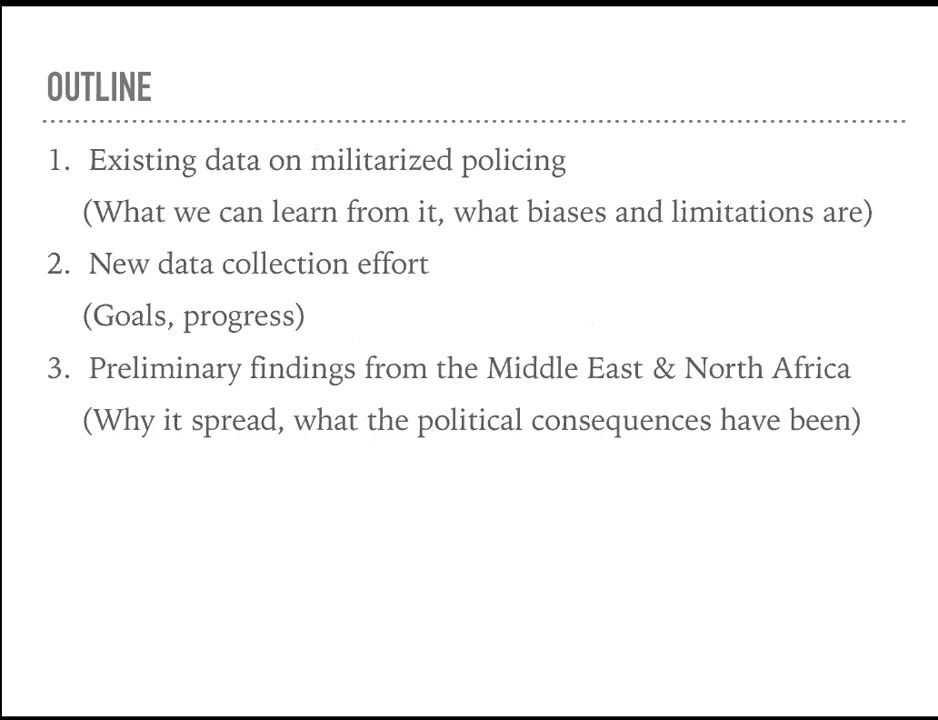 OUTLINE
1. Existing data on militarized policing
(What we can learn from it, what biases and limitations are)
2. New data collection effort
(Goals, progress)
3. Preliminary findings from the Middle East & North Africa
(Why it spread, what the political consequences have been)